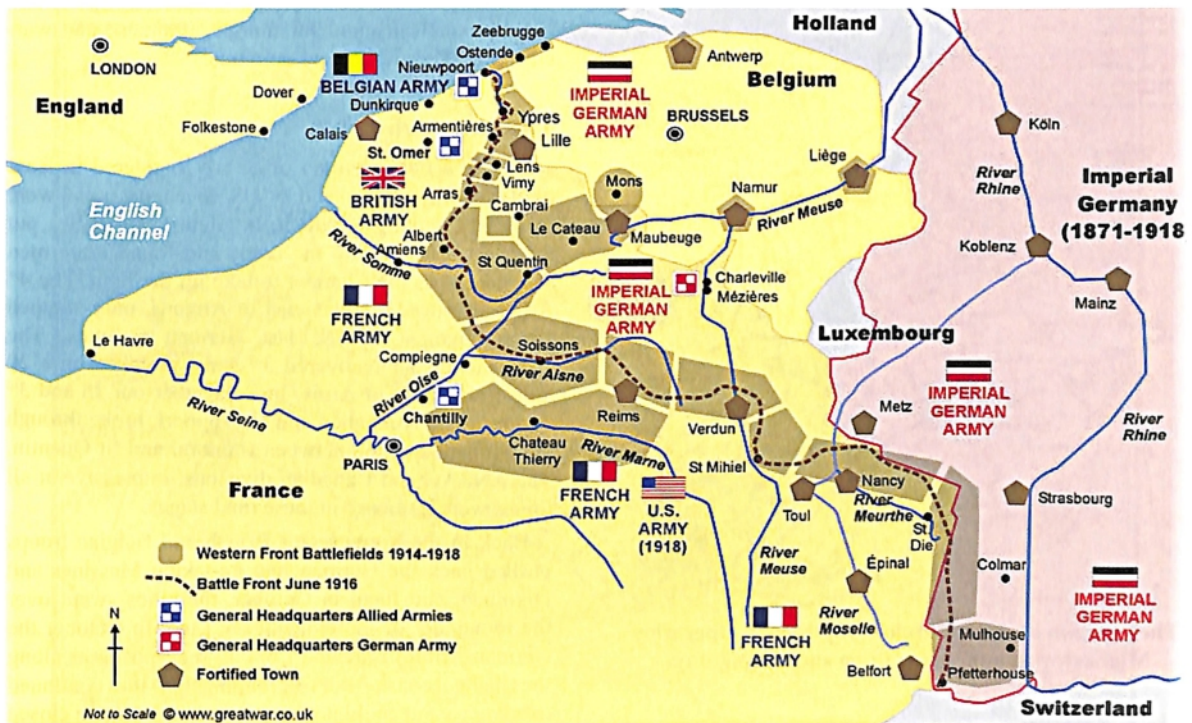 Holland
Zeebrugge
Ostende
Nieuwpoort
Antwerp
LONDON
BELGIAN ARMY
IMPERIAL
GERMAN
ARMY
Belgium
England
Dover
Dunkirque
Ypres
BRUSSELS
Folkestone
Calais
Armentières
Lille
Köln
St. Omer
Lens
Vimy
Liège
River
Rhine
BRITISH
ARMY
Arras
Mons
Namur
Imperial
Germany
(1871-1918)
Cambrai
River Meuse
English
Channel
Le Cateau
Maubeuge
Albert
Amiens
Koblenz
River Somme
St Quentin
Charleville
Mézières
Mainz
IMPERIAL
GERMAN
ARMY
FRENCH
ARMY
Luxembourg
Le Havre
Soissons
Compiegne
River Aisne
River Oise
IMPERIAL
GERMAN
ARMY
River Seine
Chantilly
Reims
Verdun
Metz
River
Rhine
PARIS
Chateau
Thierry
River Marne
St Mihiel
France
FRENCH
ARMY
U.S.
ARMY
(1918)
Toul
Nancy
River
Meurthe
Strasbourg
St
Die
Western Front Battlefields 1914-1918
River
Meuse
Épinal
Colmar
Battle Front June 1916
River
Moselle
IMPERIAL
GERMAN
ARMY
N
General Headquarters Allied Armies
General Headquarters German Army
FRENCH
ARMY
Mulhouse
Fortified Town
Belfort
Pfetterhouse
Switzerland
Not to Scale © www.greatwar.co.uk